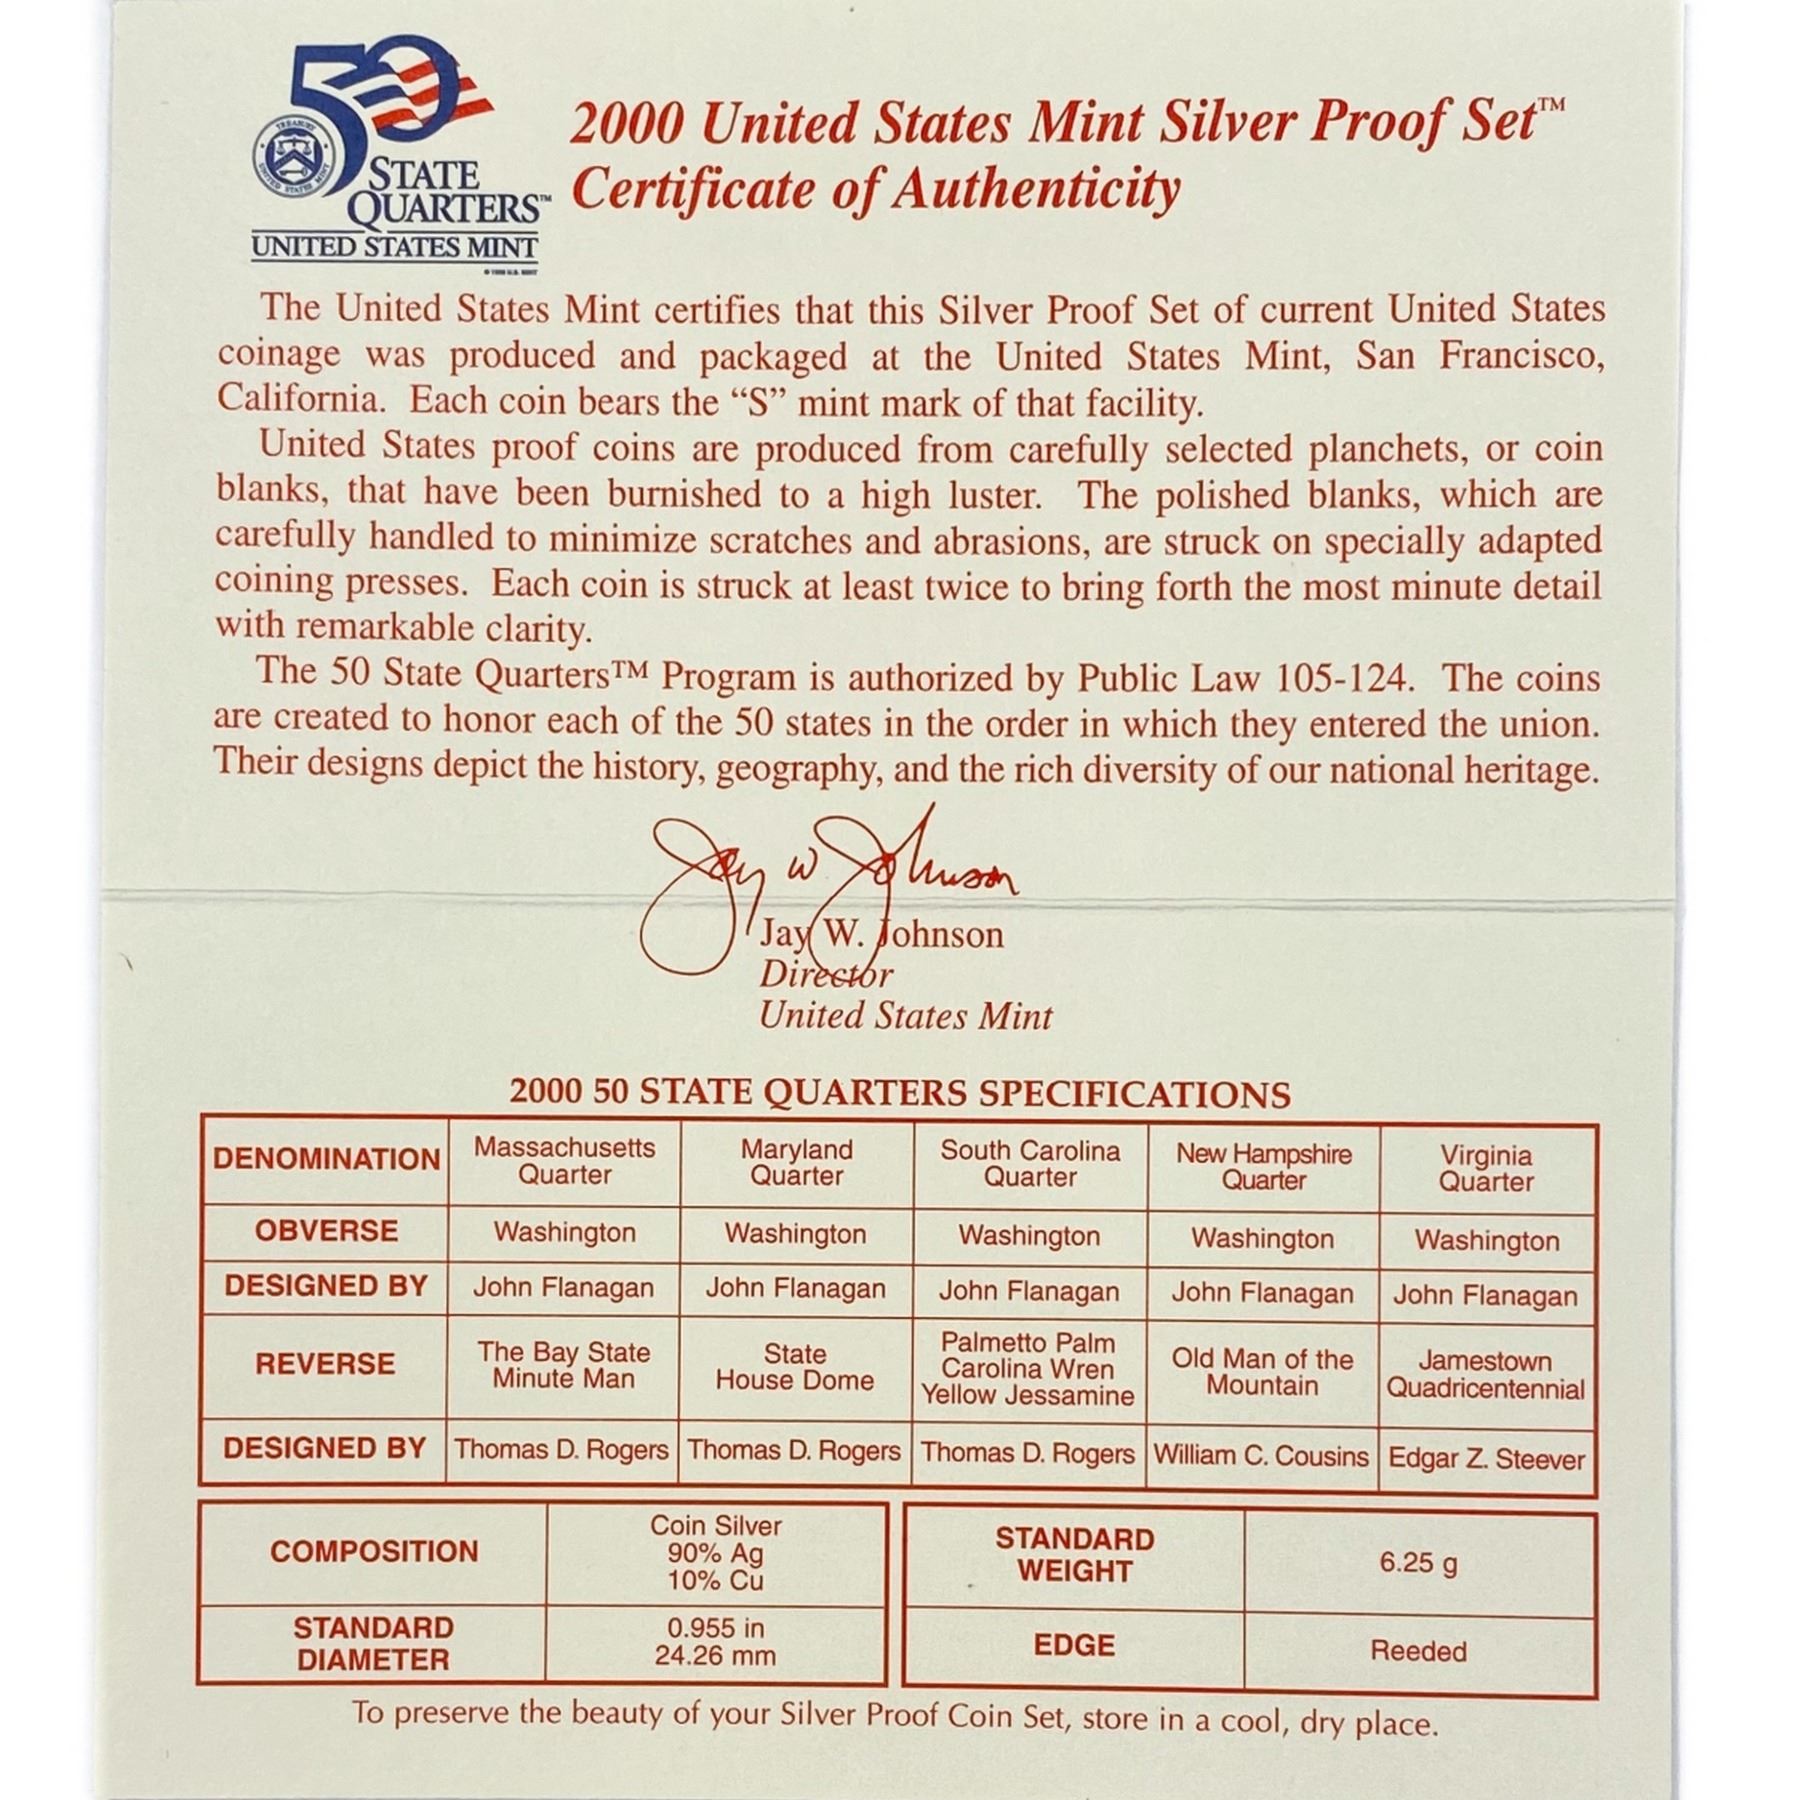 50
TREASURY
UNITED STATES MINT
STATE
QUARTERS™
UNITED STATES MINT
2000 United States Mint Silver Proof Set™
Certificate of Authenticity
The United States Mint certifies that this Silver Proof Set of current United States
coinage was produced and packaged at the United States Mint, San Francisco,
California. Each coin bears the “S” mint mark of that facility.
United States proof coins are produced from carefully selected planchets, or coin
blanks, that have been burnished to a high luster. The polished blanks, which are
carefully handled to minimize scratches and abrasions, are struck on specially adapted
coining presses. Each coin is struck at least twice to bring forth the most minute detail
with remarkable clarity.
The 50 State Quarters™ Program is authorized by Public Law 105-124. The coins
are created to honor each of the 50 states in the order in which they entered the union.
Their designs depict the history, geography, and the rich diversity of our national heritage.
Jay W Johnson
Jay W. Johnson
Director
United States Mint
2000 50 STATE QUARTERS SPECIFICATIONS
DENOMINATION Massachusetts Quarter Maryland Quarter South Carolina Quarter New Hampshire Quarter Virginia Quarter
OBVERSE Washington Washington Washington Washington Washington
DESIGNED BY John Flanagan John Flanagan John Flanagan John Flanagan John Flanagan
REVERSE The Bay State Minute Man State House Dome Palmetto Palm Carolina Wren Yellow Jessamine Old Man of the Mountain Jamestown Quadricentennial
DESIGNED BY Thomas D. Rogers Thomas D. Rogers Thomas D. Rogers William C. Cousins Edgar Z. Steever
COMPOSITION Coin Silver 90% Ag 10% Cu
STANDARD WEIGHT 6.25 g
STANDARD DIAMETER 0.955 in 24.26 mm
EDGE Reeded
To preserve the beauty of your Silver Proof Coin Set, store in a cool, dry place.